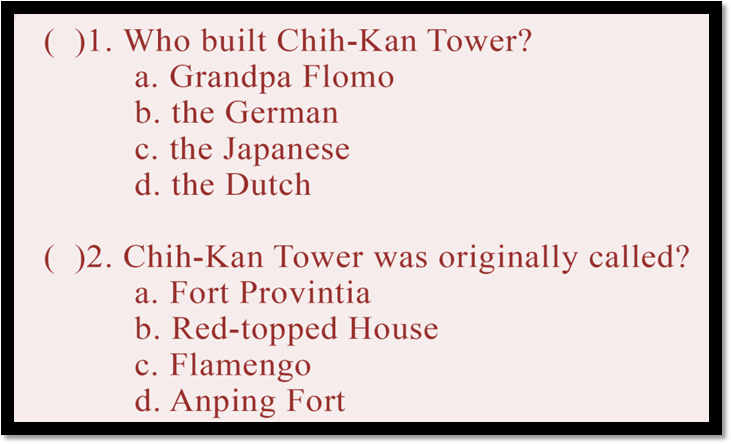 (  )1. Who built Chih-Kan Tower?
a. Grandpa Flomo
b. the German
c. the Japanese
d. the Dutch
(  )2. Chih-Kan Tower was originally called?
a. Fort Provintia
b. Red-topped House
c. Flamengo
d. Anping Fort